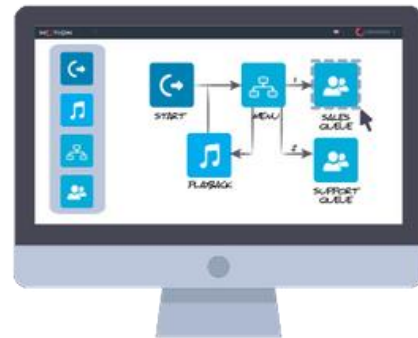 START
MENU
1
SALES
QUEUE
PLAYBACK
2
SUPPORT
QUEUE